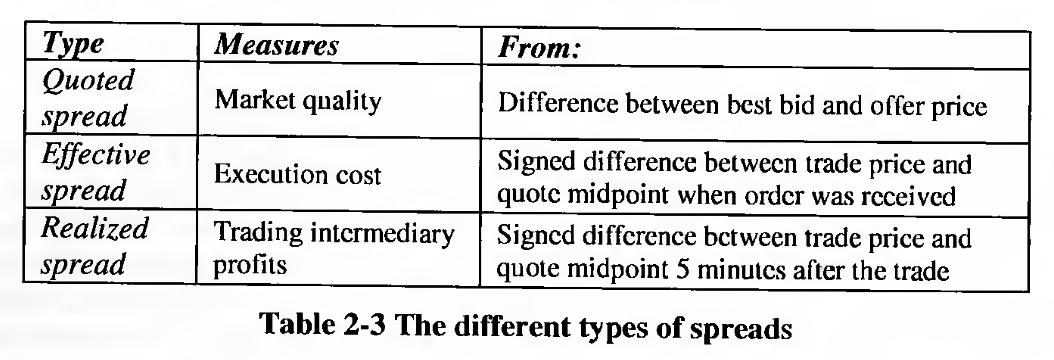 Type Measures From:
Quoted spread Market quality Difference between best bid and offer price
Effective spread Execution cost Signed difference between trade price and quote midpoint when order was received
Realized spread Trading intermediary profits Signed difference between trade price and quote midpoint 5 minutes after the trade
Table 2-3 The different types of spreads